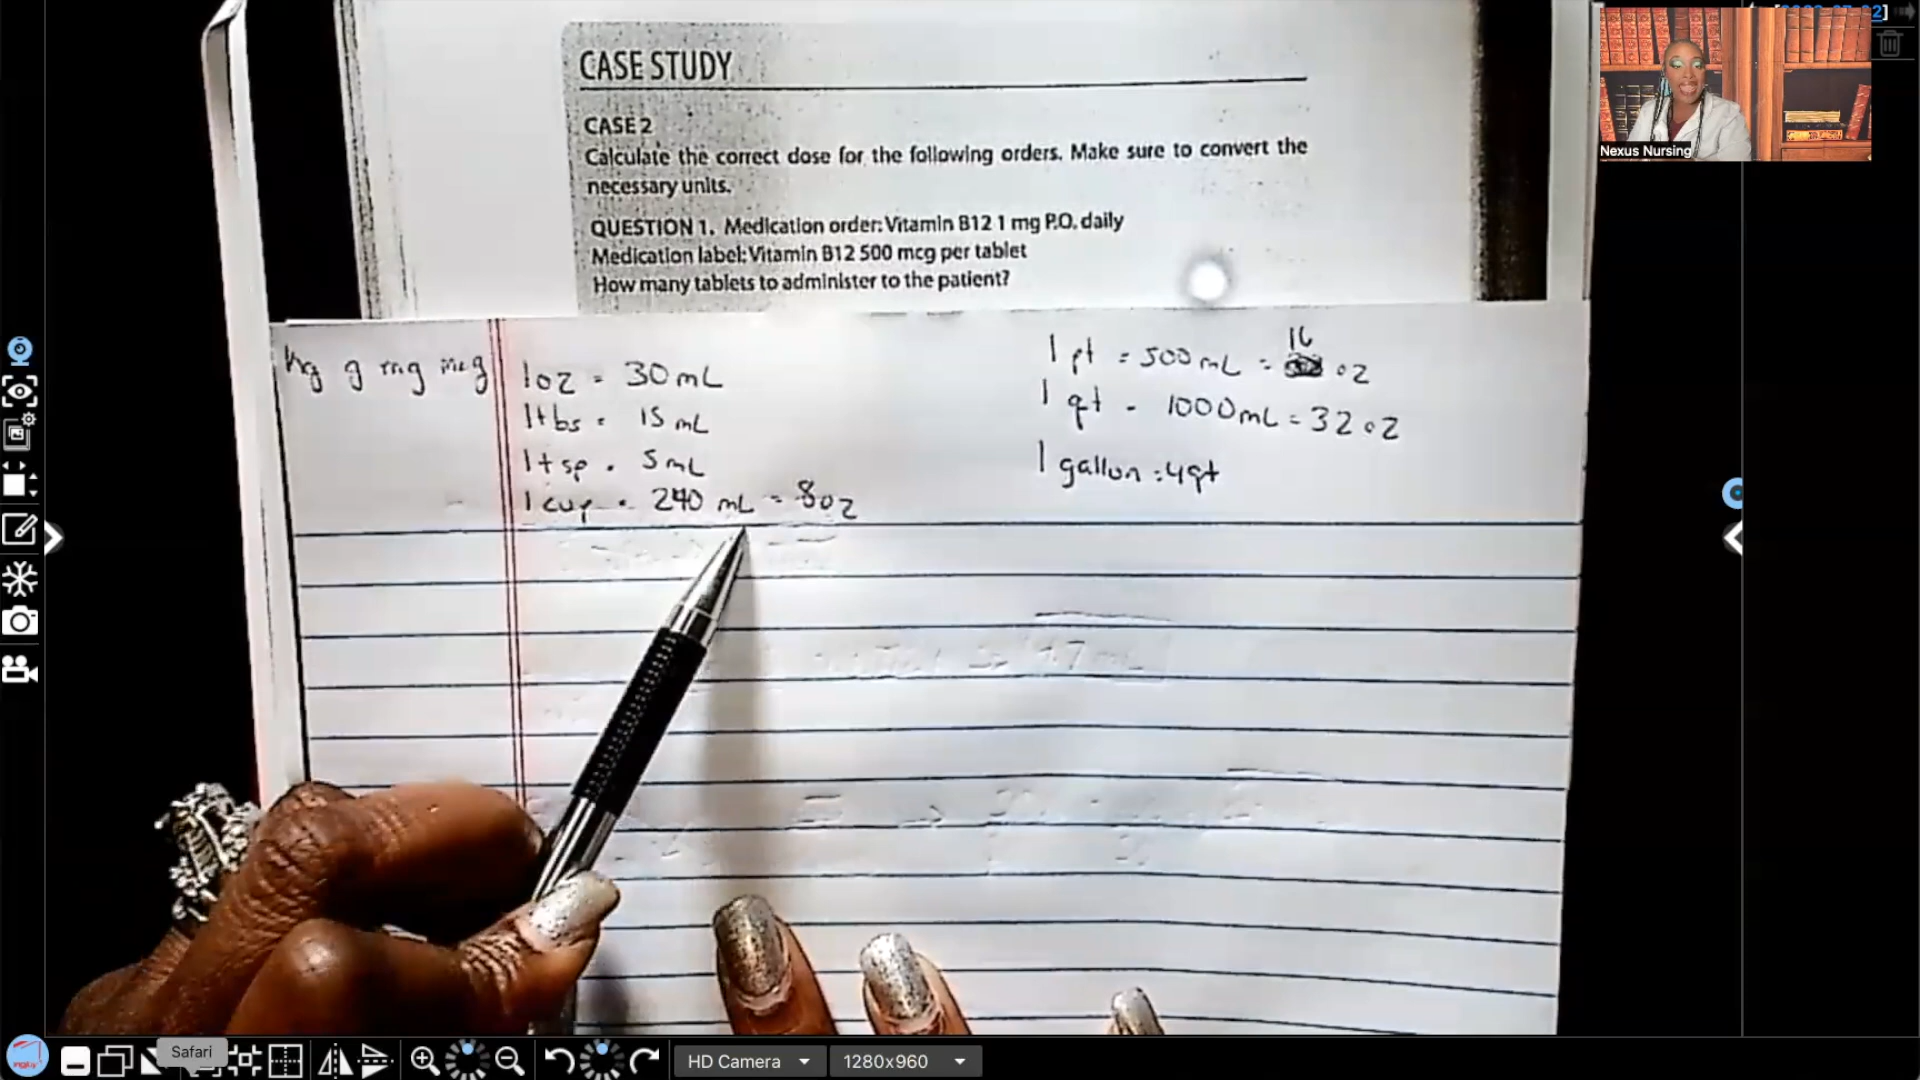 CASE STUDY
CASE 2
Calculate the correct dose for the following orders. Make sure to convert the
necessary units.
QUESTION 1. Medication order: Vitamin B12 1 mg P.O. daily
Medication label: Vitamin B12 500 mcg per tablet
How many tablets to administer to the patient?
kg g mg mcg
1 oz = 30 mL
1 tbs = 15 mL
1 tsp = 5 mL
1 cup = 240 mL = 8 oz
1 pt = 500 mL = 16 oz
1 qt = 1000 mL = 32 oz
1 gallon = 4 qt
Nexus Nursing
Safari
HD Camera
1280x960